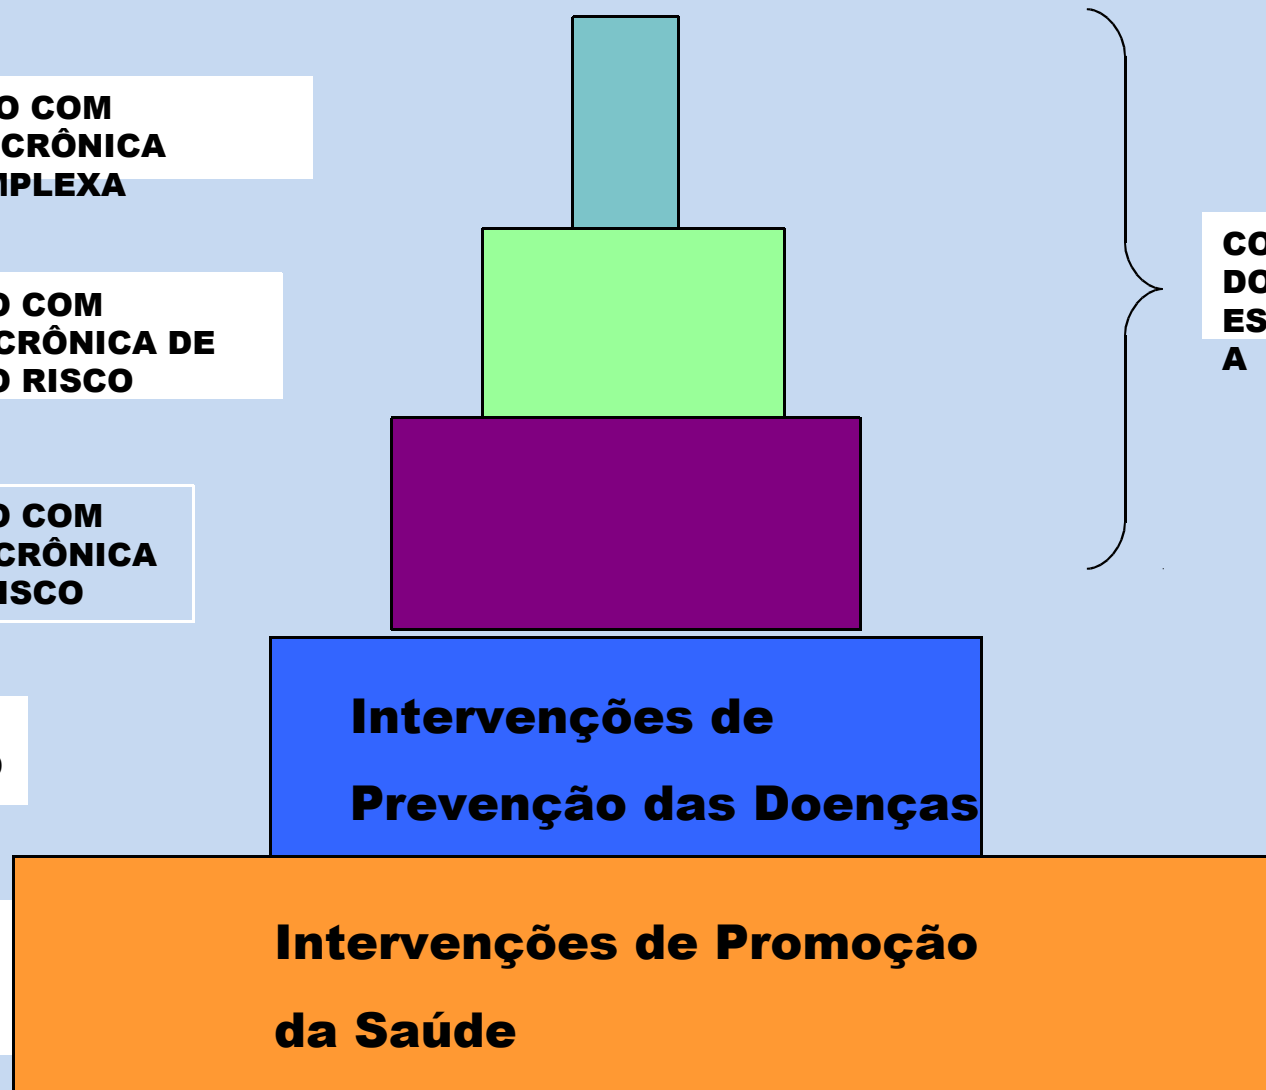 O COM
CRÔNICA
MPLEXA
CO
DO
ES
A
O COM
CRÔNICA DE
O RISCO
O COM
CRÔNICA
ISCO
Intervenções de
Prevenção das Doenças
Intervenções de Promoção
da Saúde